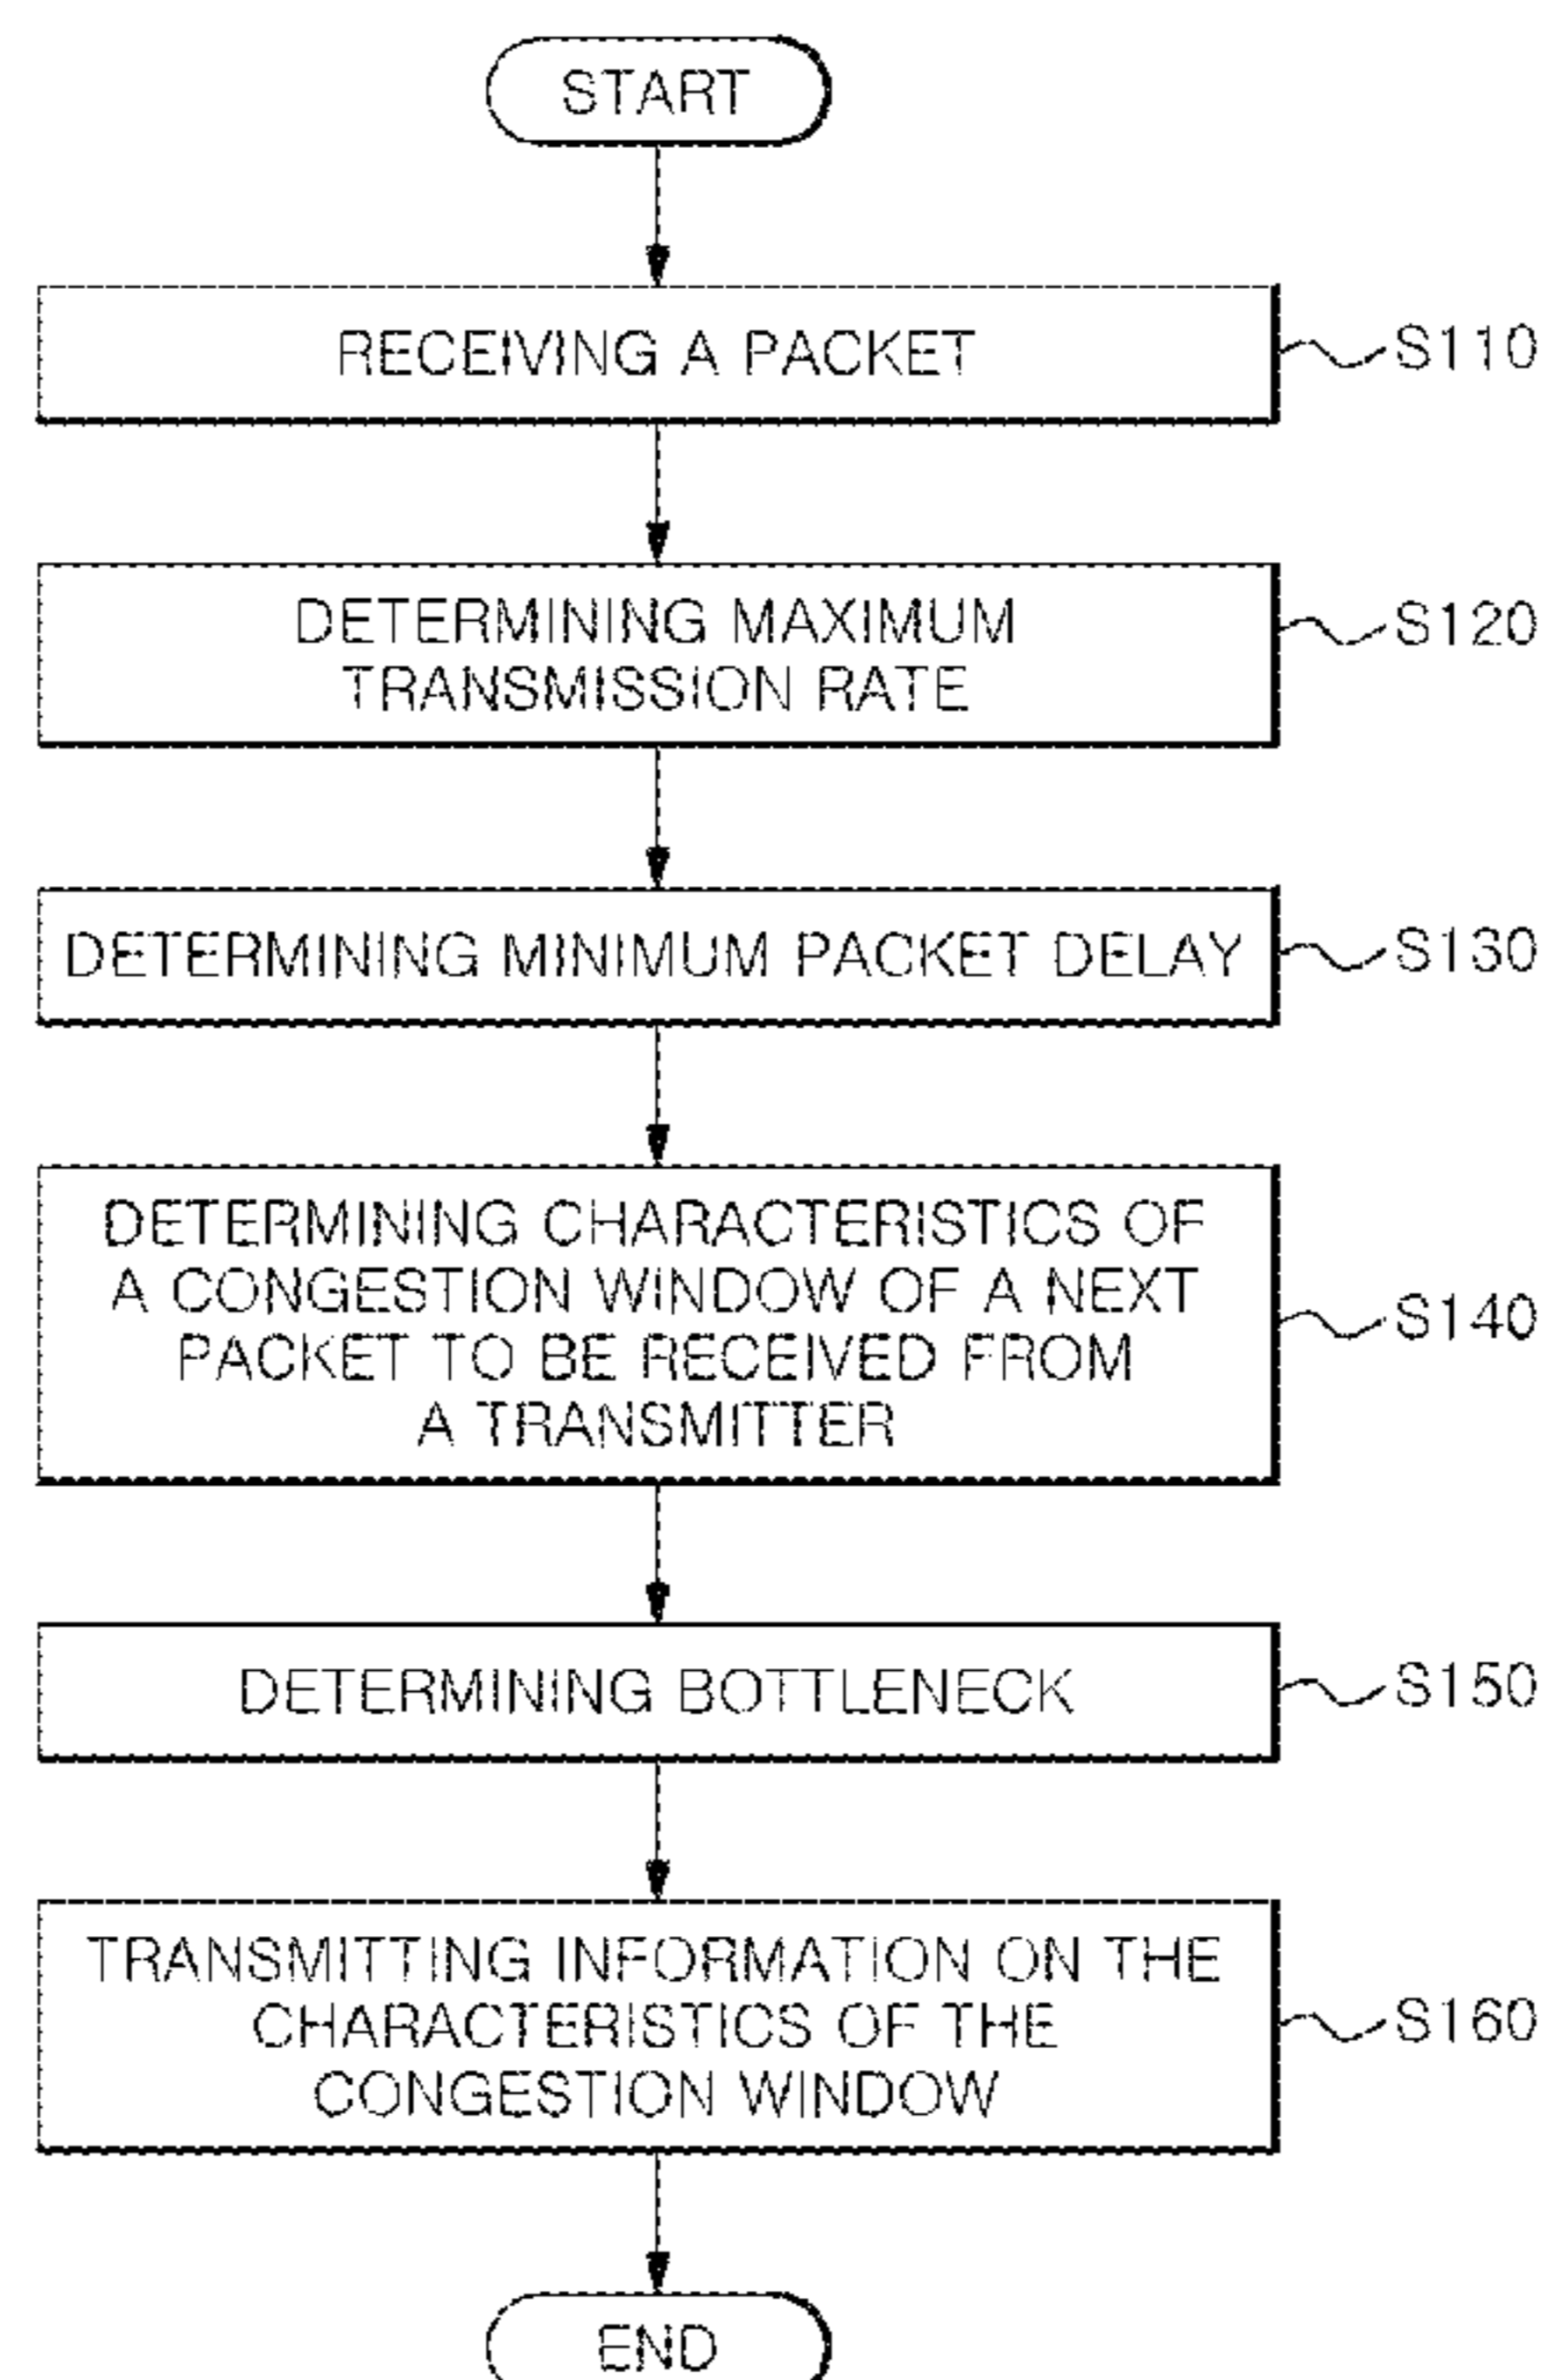 START
RECEIVING A PACKET
S110
DETERMINING MAXIMUM
TRANSMISSION RATE
S120
DETERMINING MINIMUM PACKET DELAY
S130
DETERMINING CHARACTERISTICS OF
A CONGESTION WINDOW OF A NEXT
PACKET TO BE RECEIVED FROM
A TRANSMITTER
S140
DETERMINING BOTTLENECK
S150
TRANSMITTING INFORMATION ON THE
CHARACTERISTICS OF THE
CONGESTION WINDOW
S160
END